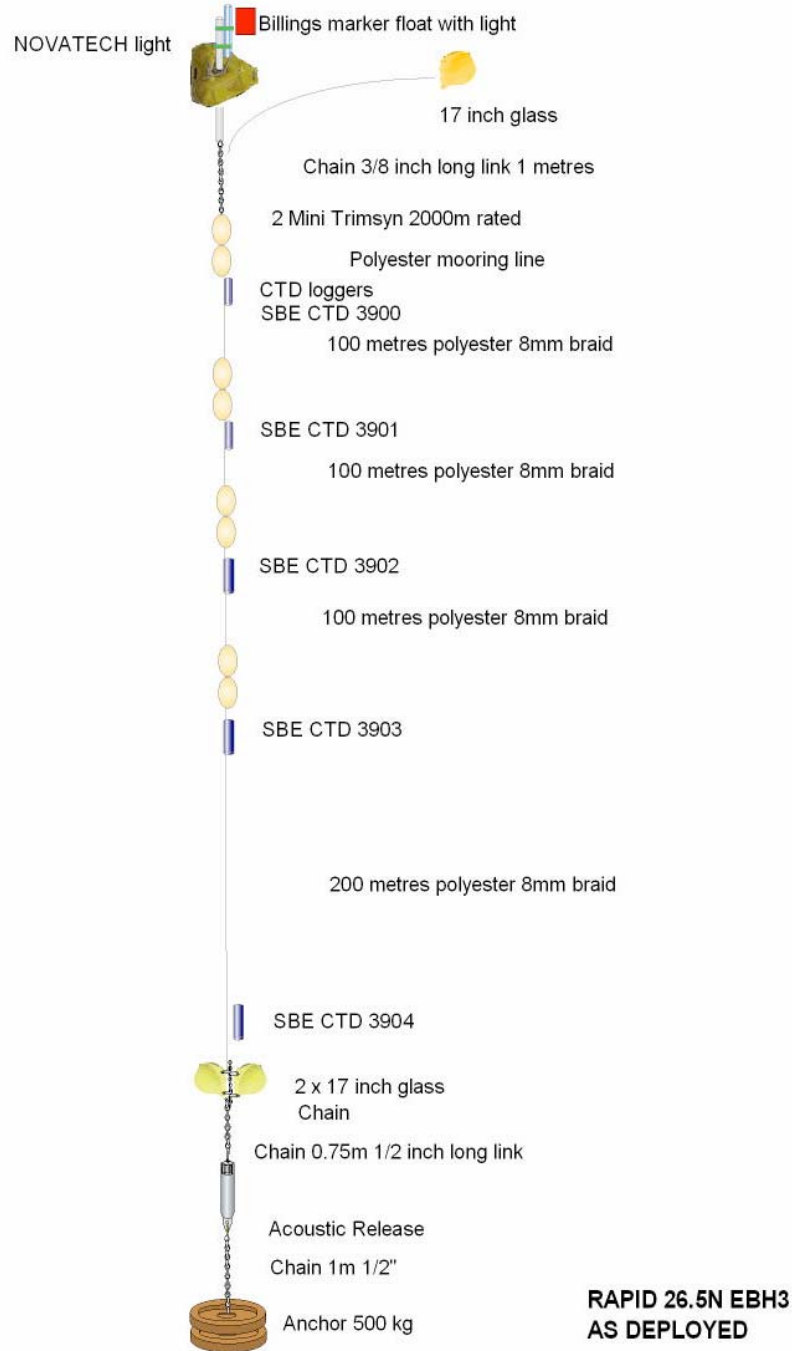 Billings marker float with light
NOVATECH light
17 inch glass
Chain 3/8 inch long link 1 metres
2 Mini Trimsyn 2000m rated
Polyester mooring line
CTD loggers
SBE CTD 3900
100 metres polyester 8mm braid
SBE CTD 3901
100 metres polyester 8mm braid
SBE CTD 3902
100 metres polyester 8mm braid
SBE CTD 3903
200 metres polyester 8mm braid
SBE CTD 3904
2 x 17 inch glass
Chain
Chain 0.75m 1/2 inch long link
Acoustic Release
Chain 1m 1/2"
Anchor 500 kg
RAPID 26.5N EBH3
AS DEPLOYED